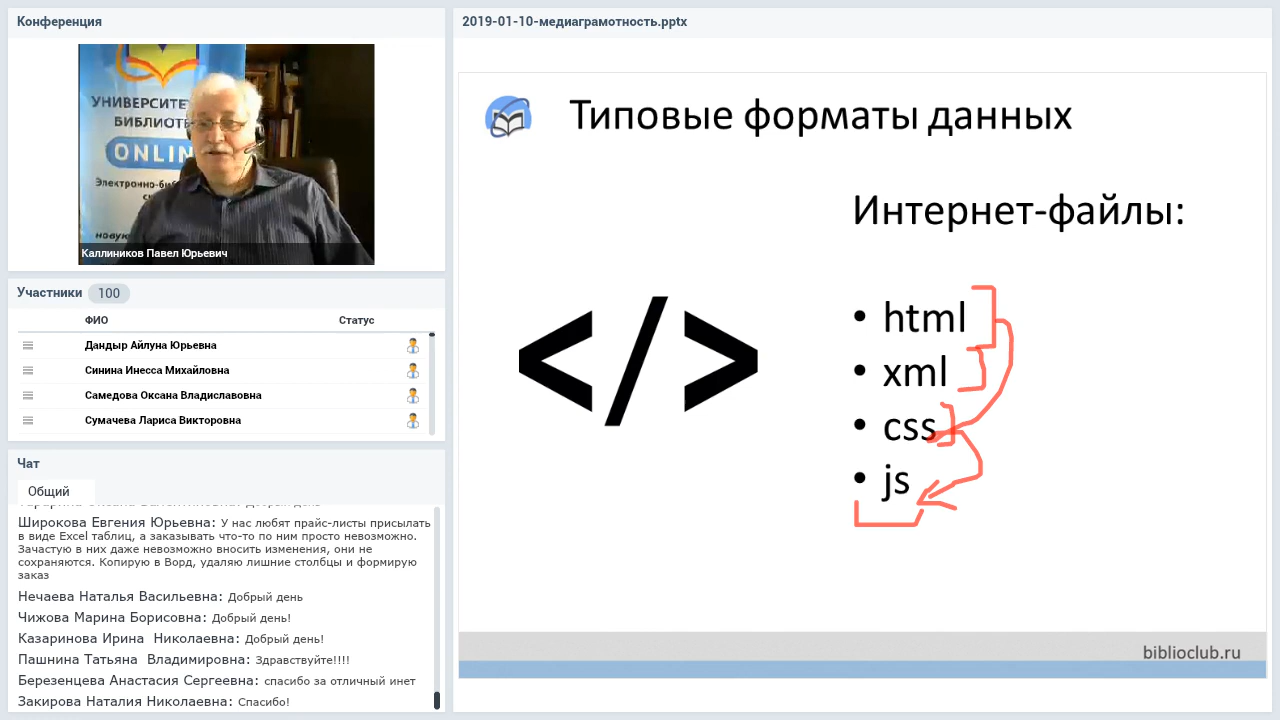 Конференция
УНИВЕРСИТЕ
БИБЛИОТЕ
ONLIN
Электронно-биб
Каллиников Павел Юрьевич
Участники 100
ФИО Статус
Дандыр Айлуна Юрьевна
Синина Инесса Михайловна
Самедова Оксана Владиславовна
Сумачева Лариса Викторовна
Чат
Общий
Широкова Евгения Юрьевна: У нас любят прайс-листы присылать
в виде Excel таблиц, а заказывать что-то по ним просто невозможно.
Зачастую в них даже невозможно вносить изменения, они не
сохраняются. Копирую в Ворд, удаляю лишние столбцы и формирую
заказ
Нечаева Наталья Васильевна: Добрый день
Чижова Марина Борисовна: Добрый день!
Казаринова Ирина Николаевна: Добрый день!
Пашнина Татьяна Владимировна: Здравствуйте!!!!
Березенцева Анастасия Сергеевна: спасибо за отличный инет
Закирова Наталия Николаевна: Спасибо!
2019-01-10-медиаграмотность.pptx
Типовые форматы данных
Интернет-файлы:
</>
• html
• xml
• css
• js
biblioclub.ru